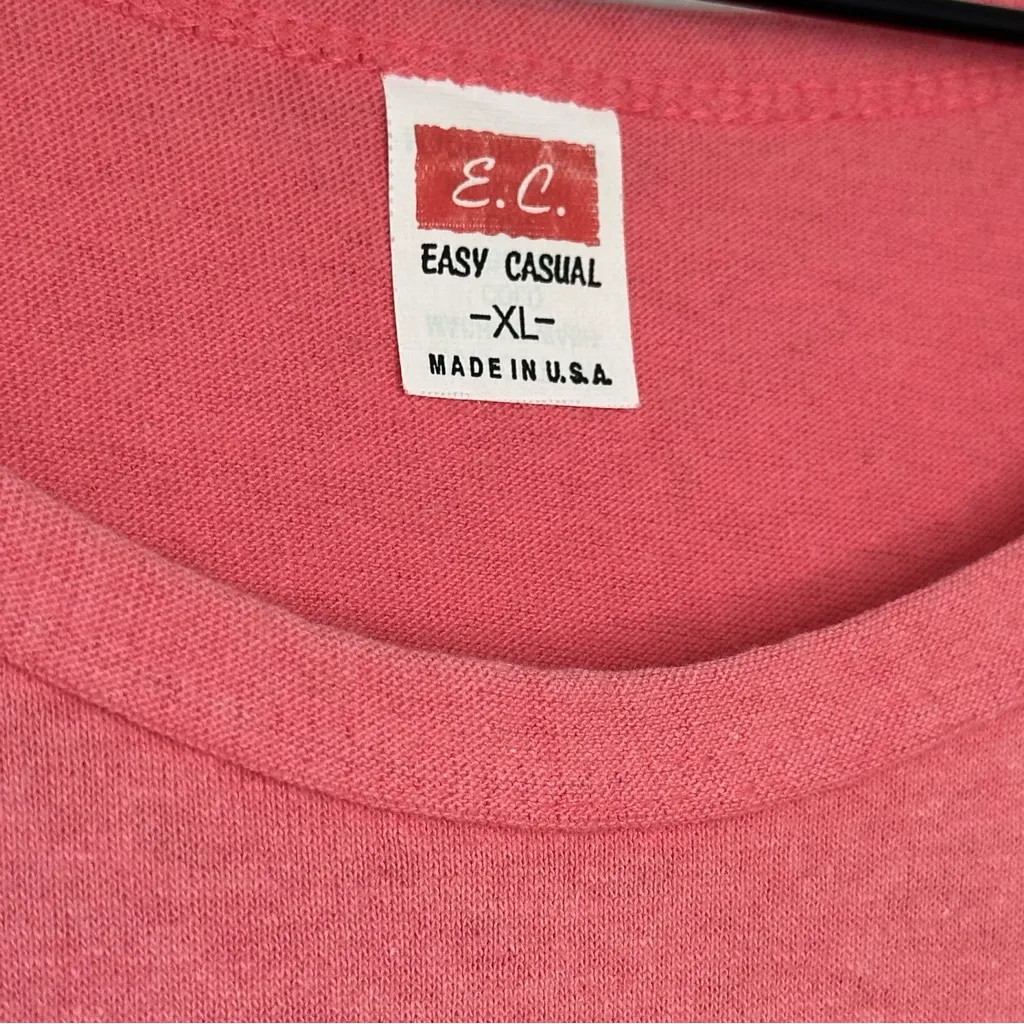 E.C.
EASY CASUAL
-XL-
MADE IN U.S.A.